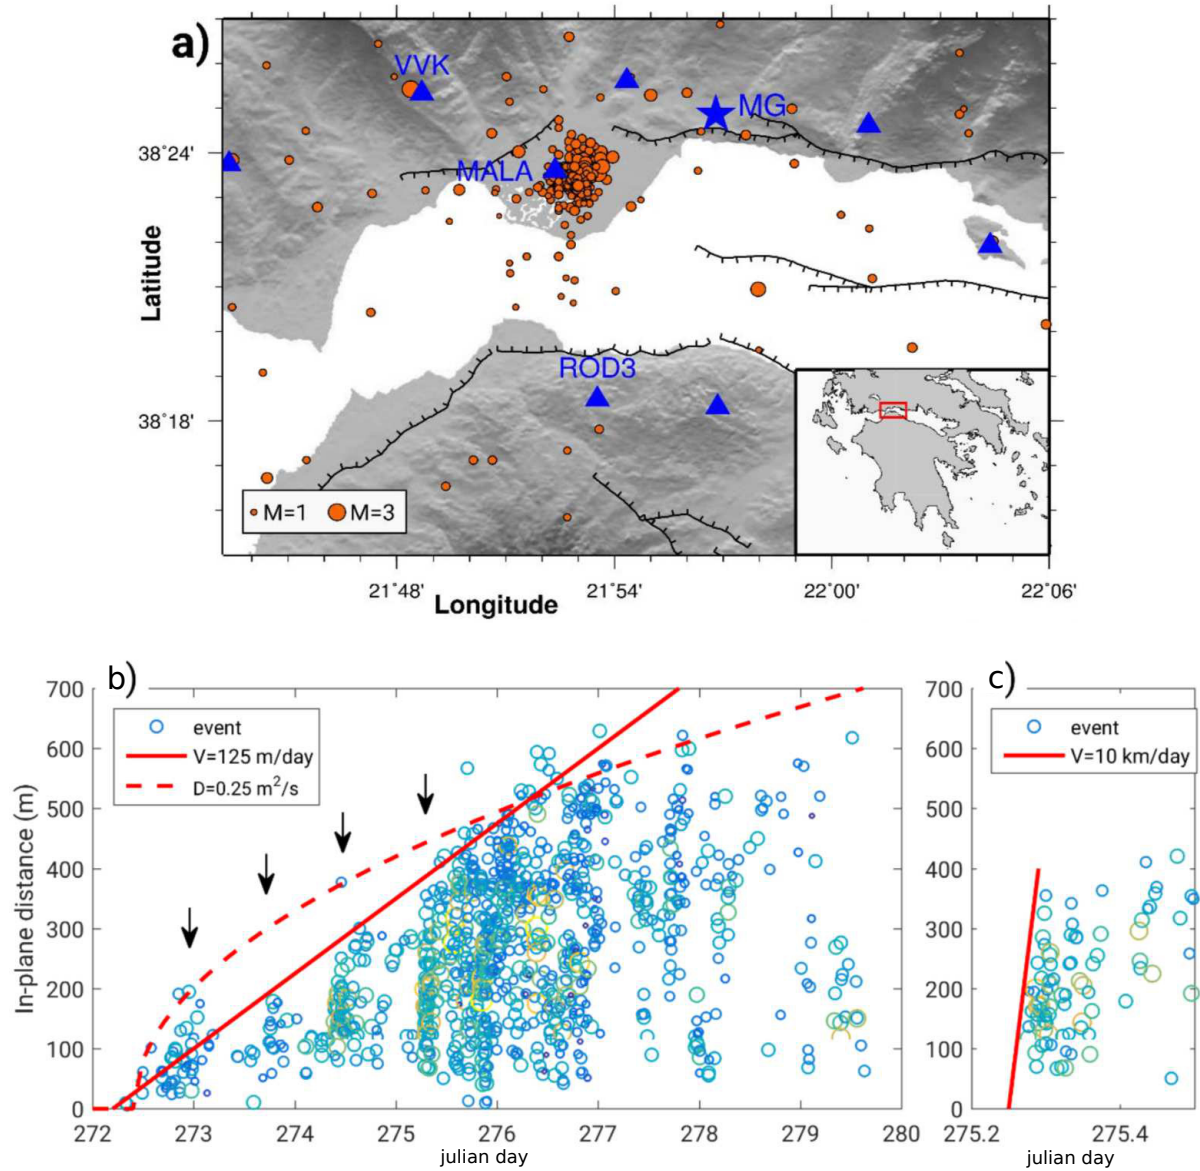 a)
VVK
MG
MALA
ROD3
38°24'
38°18'
Latitude
M=1 M=3
21°48' 21°54' 22°00' 22°06'
Longitude
b)
700
600
500
400
300
200
100
0
In-plane distance (m)
event
V=125 m/day
D=0.25 m²/s
272 273 274 275 276 277 278 279 280
julian day
c)
700
600
500
400
300
200
100
0
event
V=10 km/day
275.2 275.4
julian day